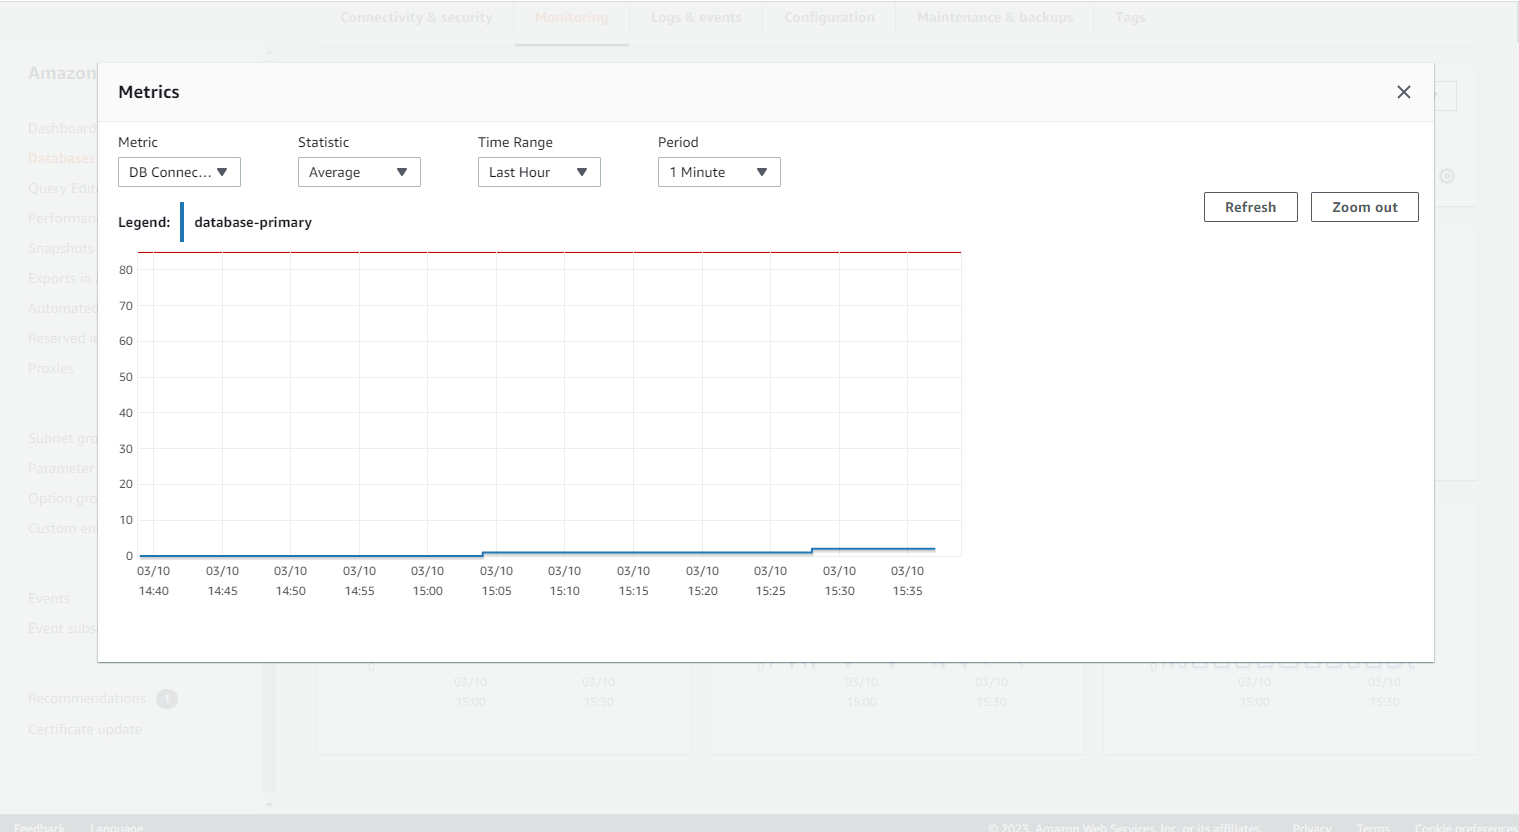 Connectivity & security Monitoring Logs & events Configuration Maintenance & backups Tags
Amazon
Dashboard
Databases
Query Edit
Performan
Snapshots
Exports in
Automated
Reserved in
Proxies
Subnet gro
Parameter
Option gro
Custom en
Events
Event subs
Recommendations 1
Certificate update
Metrics
Metric Statistic Time Range Period
DB Connec... Average Last Hour 1 Minute
Refresh Zoom out
Legend: database-primary
80
70
60
50
40
30
20
10
0
03/10 03/10 03/10 03/10 03/10 03/10 03/10 03/10 03/10 03/10 03/10 03/10
14:40 14:45 14:50 14:55 15:00 15:05 15:10 15:15 15:20 15:25 15:30 15:35
0 0 0
03/10 03/10 03/10 03/10 03/10 03/10
15:00 15:30 15:00 15:30 15:00 15:30
Feedback Language © 2023, Amazon Web Services, Inc. or its affiliates. Privacy Terms Cookie preferences